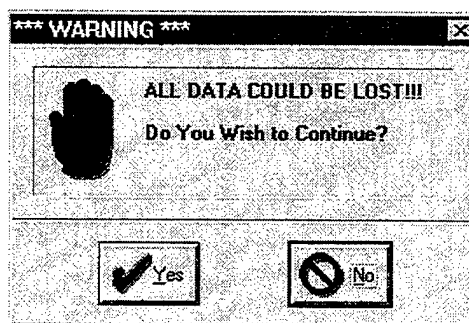 *** WARNING ***
ALL DATA COULD BE LOST!!!
Do You Wish to Continue?
Yes
No